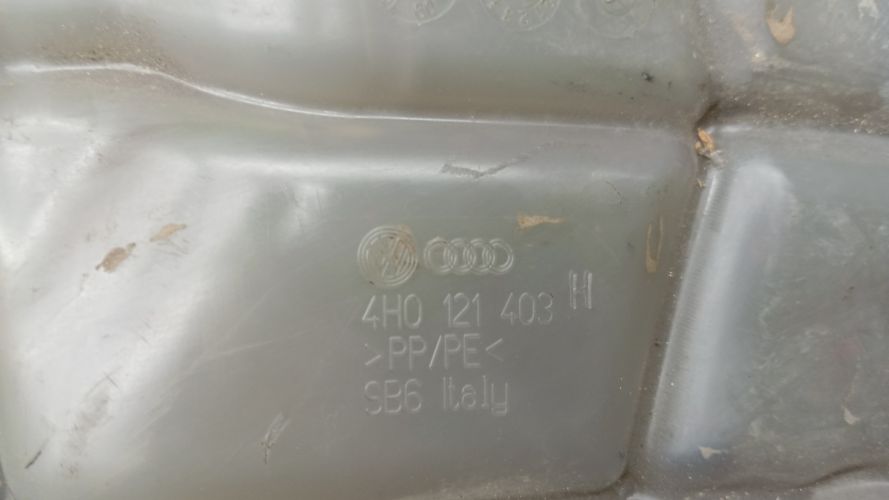 4H0 121 403 H
>PP/PE<
SB6 Italy